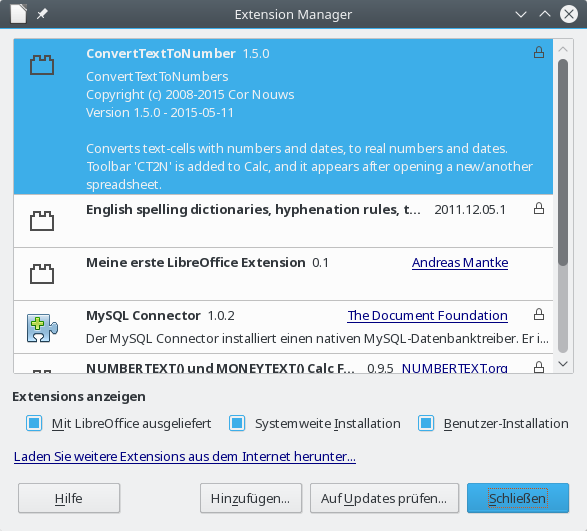 Extension Manager
ConvertTextToNumber 1.5.0
ConvertTextToNumbers
Copyright (c) 2008-2015 Cor Nouws
Version 1.5.0 - 2015-05-11
Converts text-cells with numbers and dates, to real numbers and dates.
Toolbar 'CT2N' is added to Calc, and it appears after opening a new/another
spreadsheet.
English spelling dictionaries, hyphenation rules, t... 2011.12.05.1
Meine erste LibreOffice Extension 0.1 Andreas Mantke
MySQL Connector 1.0.2 The Document Foundation
Der MySQL Connector installiert einen nativen MySQL-Datenbanktreiber. Er i...
NUMBERTEXT() und MONEYTEXT() Calc F... 0.9.5 NUMBERTEXT.org
Extensions anzeigen
Mit LibreOffice ausgeliefert Systemweite Installation Benutzer-Installation
Laden Sie weitere Extensions aus dem Internet herunter...
Hilfe Hinzufügen... Auf Updates prüfen... Schließen